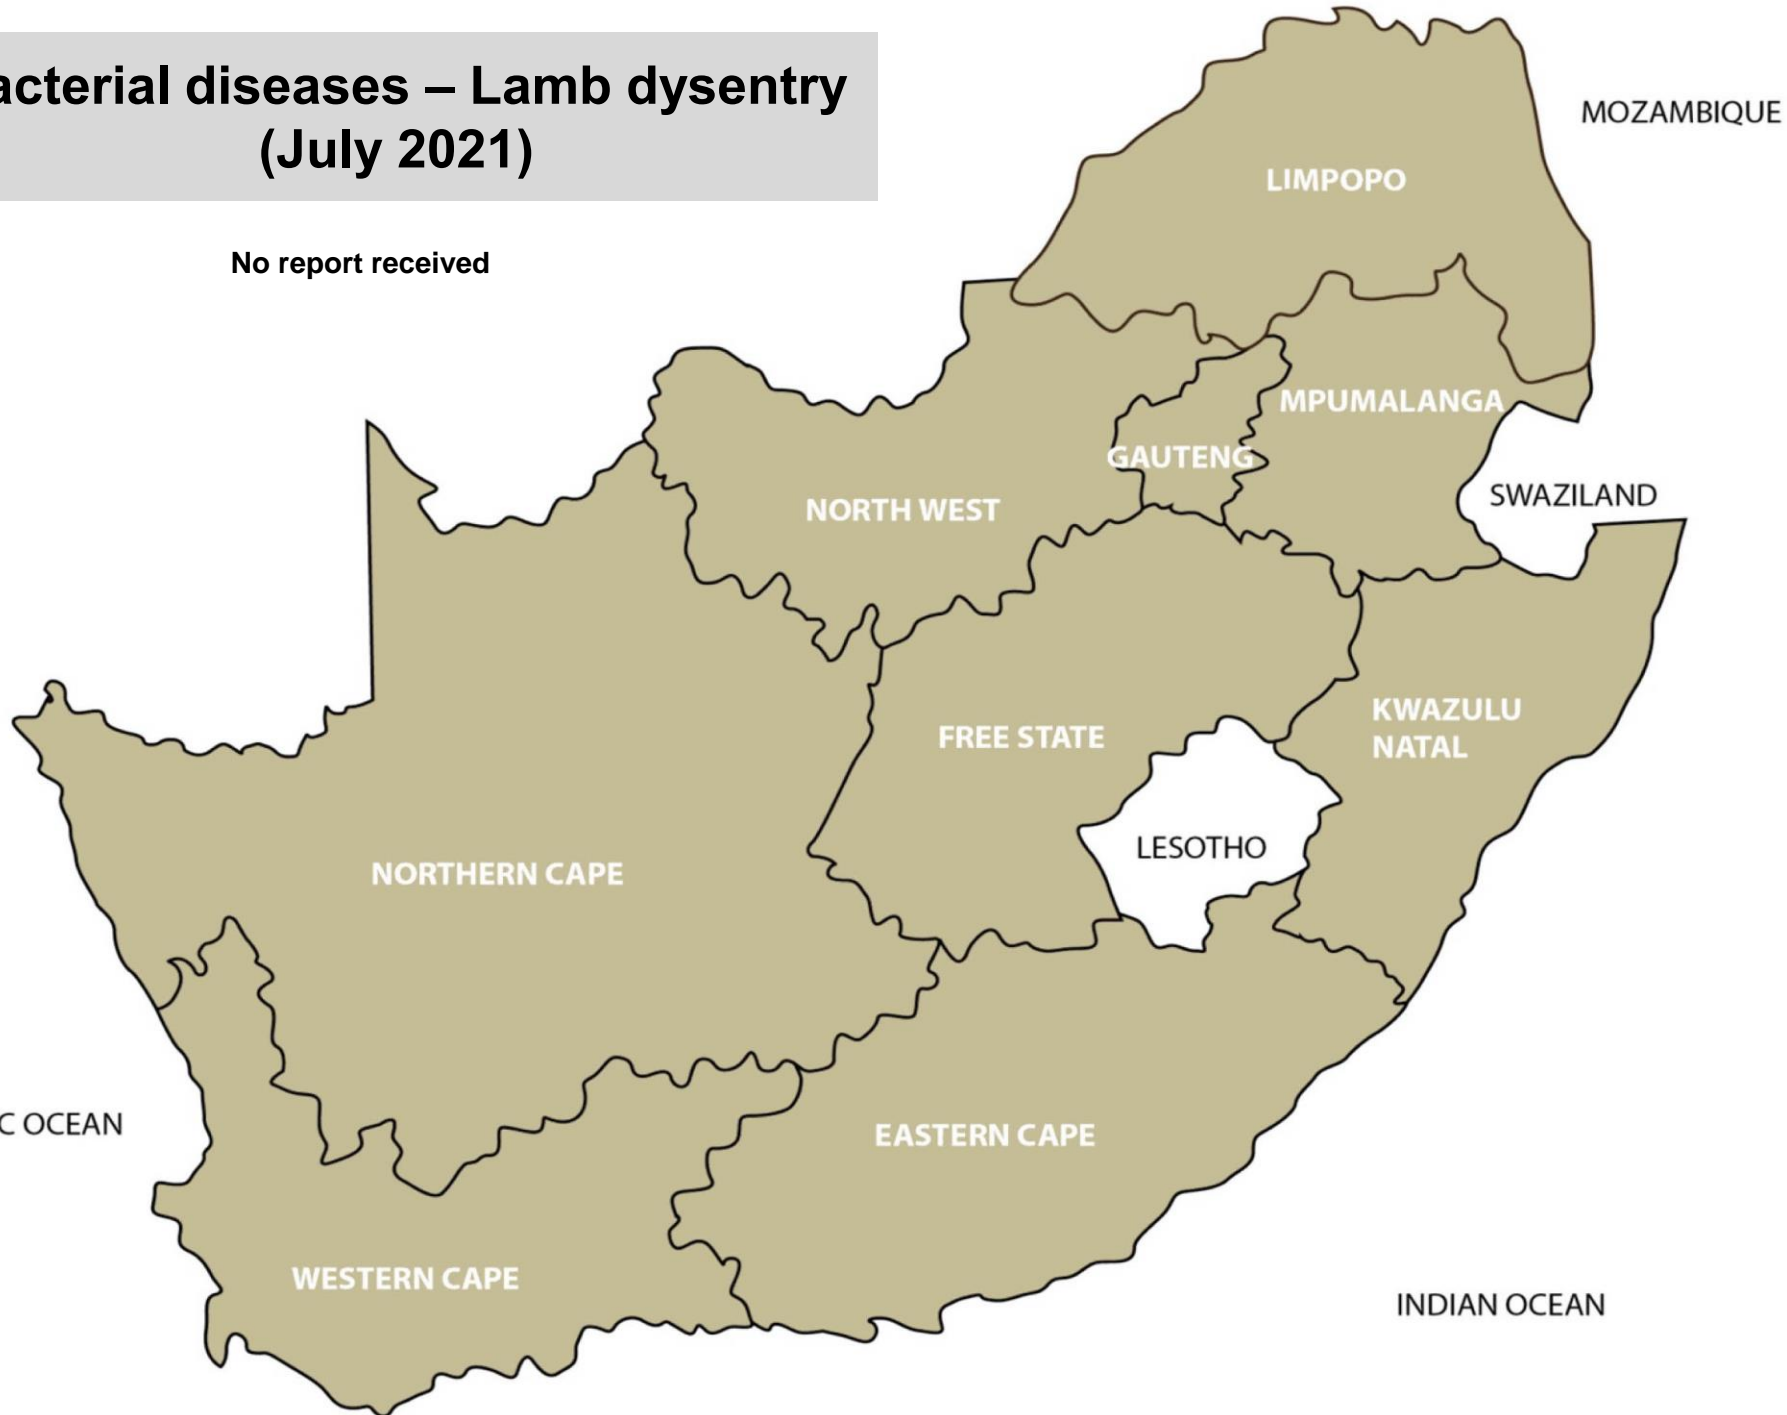 acterial diseases – Lamb dysentry
(July 2021)
MOZAMBIQUE
LIMPOPO
No report received
MPUMALANGA
GAUTENG
SWAZILAND
NORTH WEST
KWAZULU
NATAL
FREE STATE
LESOTHO
NORTHERN CAPE
C OCEAN
EASTERN CAPE
WESTERN CAPE
INDIAN OCEAN